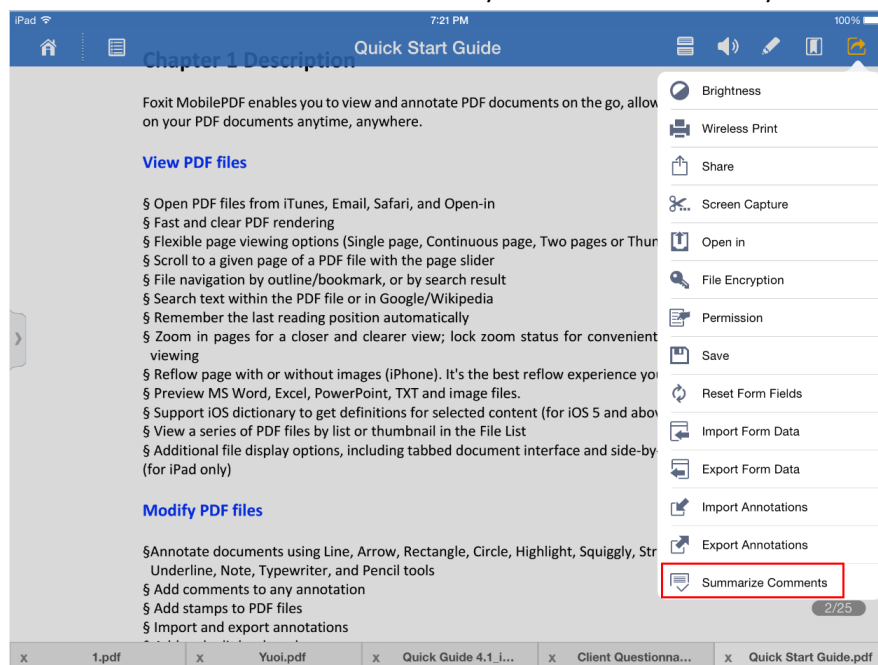 iPad 7:21 PM 100%
Quick Start Guide
Chapter 1 Description
Foxit MobilePDF enables you to view and annotate PDF documents on the go, allow
on your PDF documents anytime, anywhere.
View PDF files
§ Open PDF files from iTunes, Email, Safari, and Open-in
§ Fast and clear PDF rendering
§ Flexible page viewing options (Single page, Continuous page, Two pages or Thun
§ Scroll to a given page of a PDF file with the page slider
§ File navigation by outline/bookmark, or by search result
§ Search text within the PDF file or in Google/Wikipedia
§ Remember the last reading position automatically
§ Zoom in pages for a closer and clearer view; lock zoom status for convenient
viewing
§ Reflow page with or without images (iPhone). It's the best reflow experience you
§ Preview MS Word, Excel, PowerPoint, TXT and image files.
§ Support iOS dictionary to get definitions for selected content (for iOS 5 and abov
§ View a series of PDF files by list or thumbnail in the File List
§ Additional file display options, including tabbed document interface and side-by-
(for iPad only)
Modify PDF files
§Annotate documents using Line, Arrow, Rectangle, Circle, Highlight, Squiggly, Str
Underline, Note, Typewriter, and Pencil tools
§ Add comments to any annotation
§ Add stamps to PDF files
§ Import and export annotations
Brightness
Wireless Print
Share
Screen Capture
Open in
File Encryption
Permission
Save
Reset Form Fields
Import Form Data
Export Form Data
Import Annotations
Export Annotations
Summarize Comments
2/25
x 1.pdf x Yuoi.pdf x Quick Guide 4.1_i... x Client Questionna... x Quick Start Guide.pdf